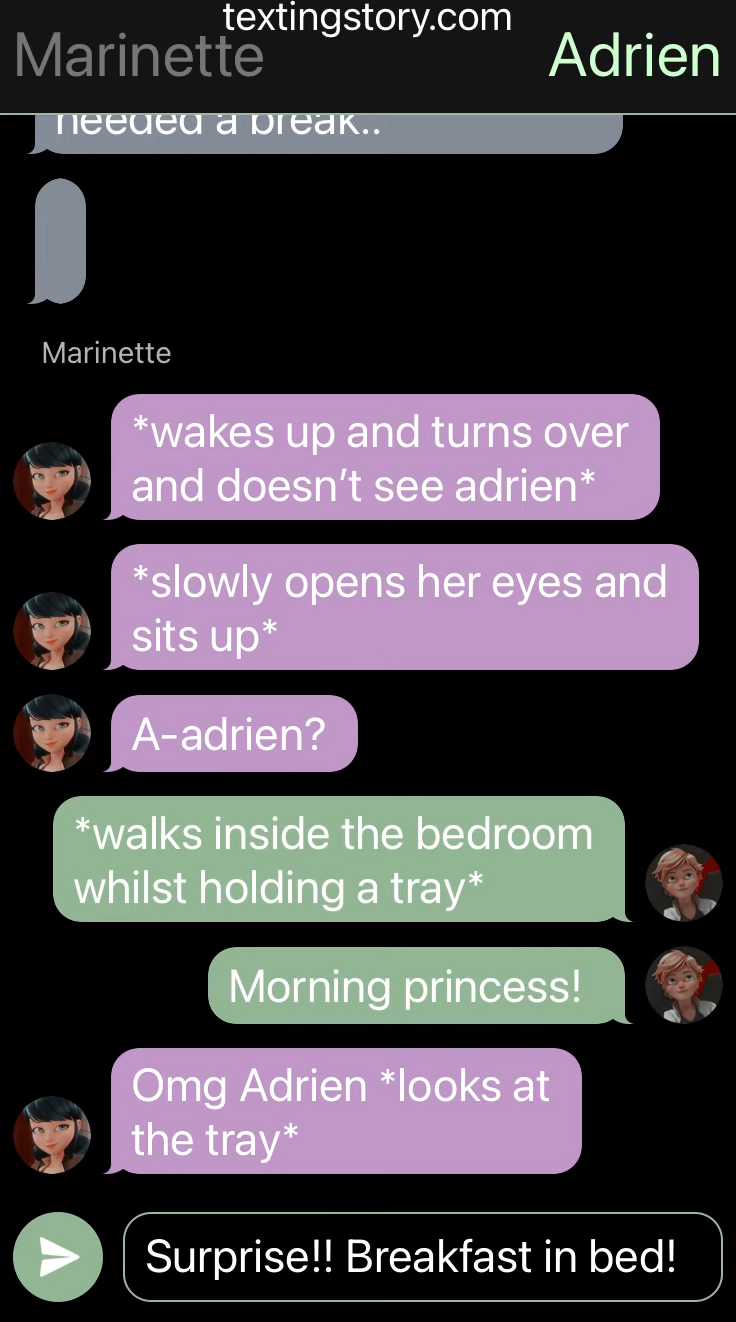 textingstory.com
Marinette
Adrien
needed a break..
Marinette
*wakes up and turns over
and doesn’t see adrien*
*slowly opens her eyes and
sits up*
A-adrien?
*walks inside the bedroom
whilst holding a tray*
Morning princess!
Omg Adrien *looks at
the tray*
Surprise!! Breakfast in bed!